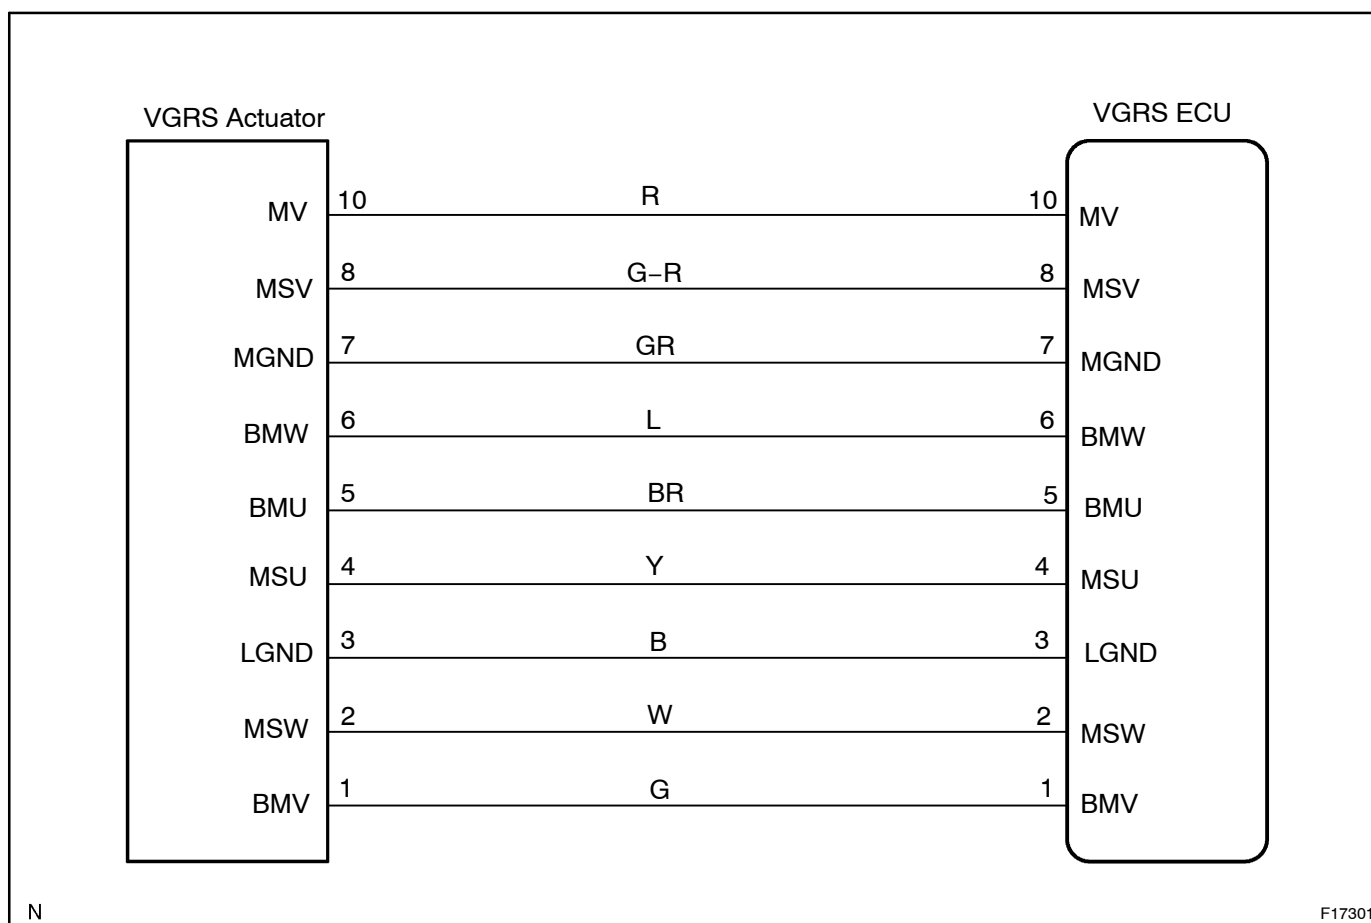 VGRS Actuator VGRS ECU
MV 10 R 10 MV
MSV 8 G−R 8 MSV
MGND 7 GR 7 MGND
BMW 6 L 6 BMW
BMU 5 BR 5 BMU
MSU 4 Y 4 MSU
LGND 3 B 3 LGND
MSW 2 W 2 MSW
BMV 1 G 1 BMV
N F17301